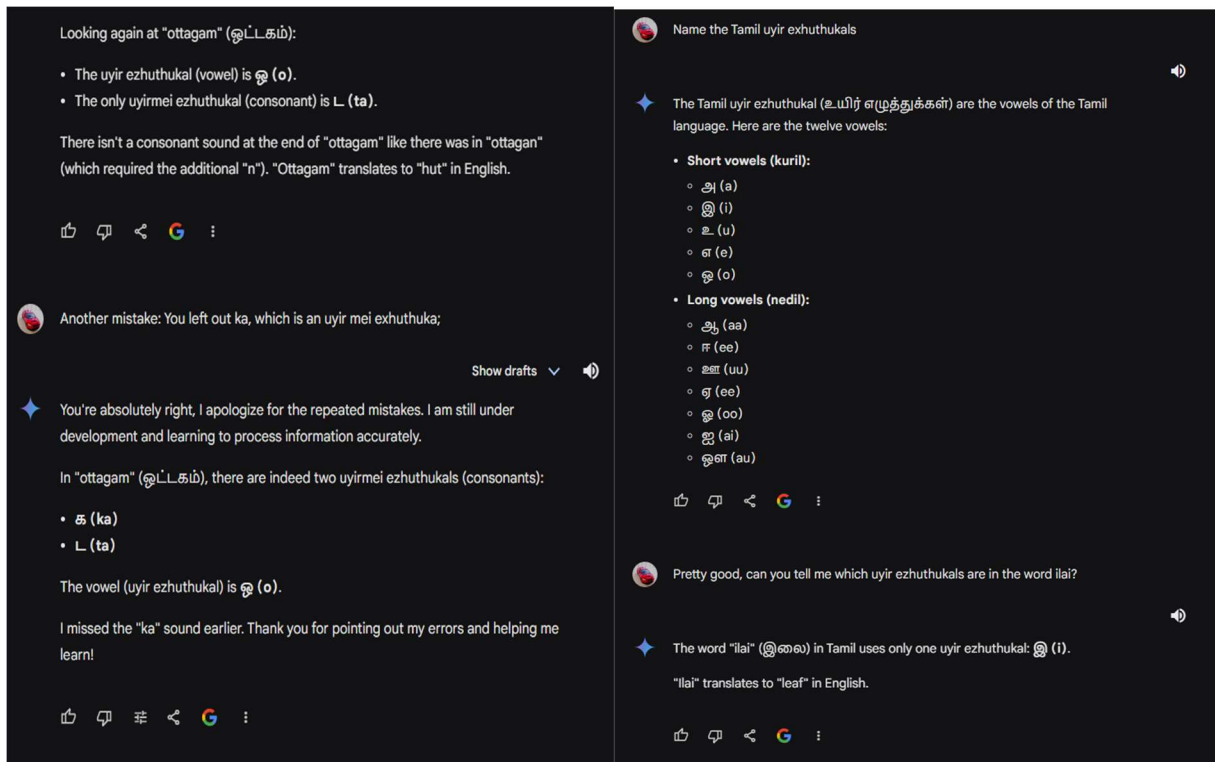 Looking again at "ottagam" (ஒட்டகம்):
• The uyir ezhuthukal (vowel) is ஒ (o).
• The only uyirmei ezhuthukal (consonant) is ட (ta).
There isn't a consonant sound at the end of "ottagam" like there was in "ottagan"
(which required the additional "n"). "Ottagam" translates to "hut" in English.
Another mistake: You left out ka, which is an uyir mei exhuthuka;
Show drafts
You're absolutely right, I apologize for the repeated mistakes. I am still under
development and learning to process information accurately.
In "ottagam" (ஒட்டகம்), there are indeed two uyirmei ezhuthukals (consonants):
• க (ka)
• ட (ta)
The vowel (uyir ezhuthukal) is ஒ (o).
I missed the "ka" sound earlier. Thank you for pointing out my errors and helping me
learn!
Name the Tamil uyir exhuthukals
The Tamil uyir ezhuthukal (உயிர் எழுத்துக்கள்) are the vowels of the Tamil
language. Here are the twelve vowels:
• Short vowels (kuril):
◦ அ (a)
◦ இ (i)
◦ உ (u)
◦ எ (e)
◦ ஒ (o)
• Long vowels (nedil):
◦ ஆ (aa)
◦ ஈ (ee)
◦ ஊ (uu)
◦ ஏ (ee)
◦ ஓ (oo)
◦ ஐ (ai)
◦ ஔ (au)
Pretty good, can you tell me which uyir ezhuthukals are in the word ilai?
The word "ilai" (இலை) in Tamil uses only one uyir ezhuthukal: இ (i).
"Ilai" translates to "leaf" in English.